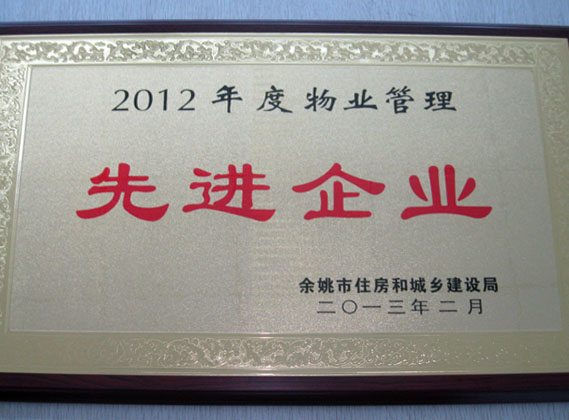 2012年度物业管理
先进企业
余姚市住房和城乡建设局
二〇一三年二月